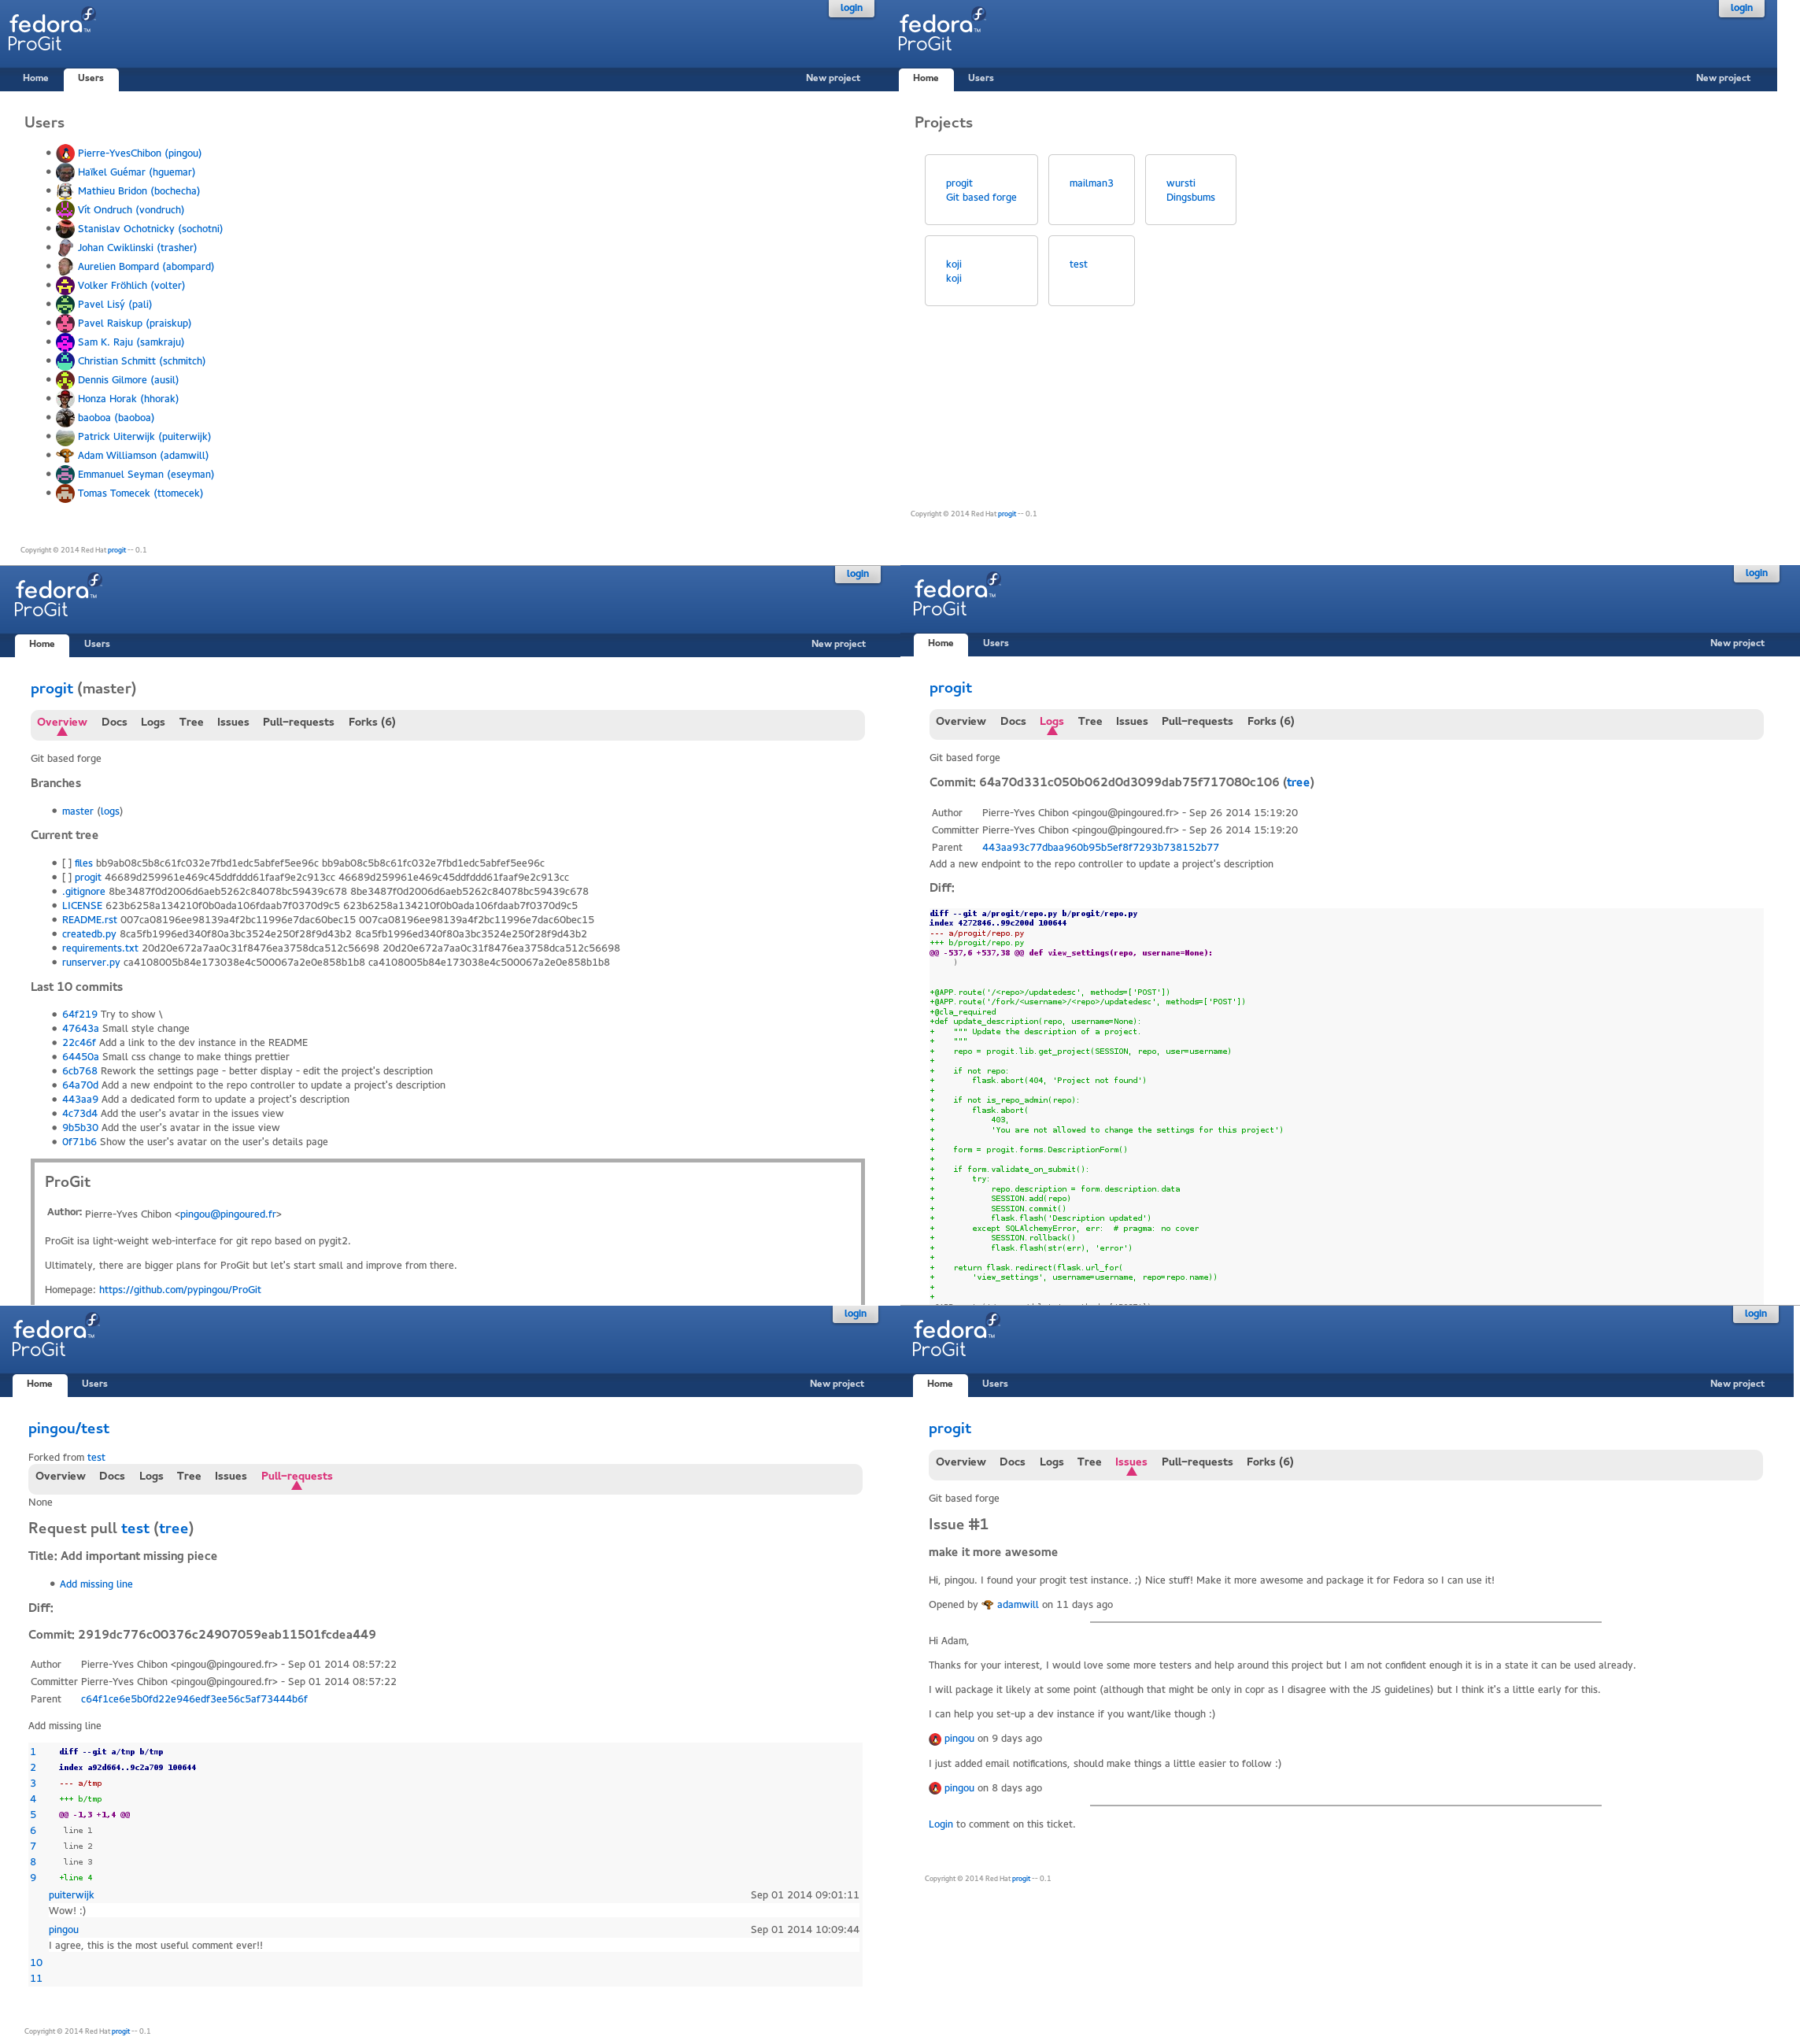 login
fedora
ProGit
Home Users New project
Users
Pierre-YvesChibon (pingou)
Haïkel Guémar (hguemar)
Mathieu Bridon (bochecha)
Vít Ondruch (vondruch)
Stanislav Ochotnicky (sochotni)
Johan Cwiklinski (trasher)
Aurelien Bompard (abompard)
Volker Fröhlich (volter)
Pavel Lisý (pali)
Pavel Raiskup (praiskup)
Sam K. Raju (samkraju)
Christian Schmitt (schmitch)
Dennis Gilmore (ausil)
Honza Horak (hhorak)
baoboa (baoboa)
Patrick Uiterwijk (puiterwijk)
Adam Williamson (adamwill)
Emmanuel Seyman (eseyman)
Tomas Tomecek (ttomecek)
Copyright © 2014 Red Hat progit -- 0.1
login
fedora
ProGit
Home Users New project
Projects
progit
Git based forge
mailman3
wursti
Dingsbums
koji
koji
test
Copyright © 2014 Red Hat progit -- 0.1
login
fedora
ProGit
Home Users New project
progit (master)
Overview Docs Logs Tree Issues Pull-requests Forks (6)
Git based forge
Branches
master (logs)
Current tree
[ ] files bb9ab08c5b8c61fc032e7fbd1edc5abfef5ee96c bb9ab08c5b8c61fc032e7fbd1edc5abfef5ee96c
[ ] progit 46689d259961e469c45ddfddd61faaf9e2c913cc 46689d259961e469c45ddfddd61faaf9e2c913cc
.gitignore 8be3487f0d2006d6aeb5262c84078bc59439c678 8be3487f0d2006d6aeb5262c84078bc59439c678
LICENSE 623b6258a134210f0b0ada106fdaab7f0370d9c5 623b6258a134210f0b0ada106fdaab7f0370d9c5
README.rst 007ca08196ee98139a4f2bc11996e7dac60bec15 007ca08196ee98139a4f2bc11996e7dac60bec15
createdb.py 8ca5fb1996ed340f80a3bc3524e250f28f9d43b2 8ca5fb1996ed340f80a3bc3524e250f28f9d43b2
requirements.txt 20d20e672a7aa0c31f8476ea3758dca512c56698 20d20e672a7aa0c31f8476ea3758dca512c56698
runserver.py ca4108005b84e173038e4c500067a2e0e858b1b8 ca4108005b84e173038e4c500067a2e0e858b1b8
Last 10 commits
64f219 Try to show \
47643a Small style change
22c46f Add a link to the dev instance in the README
64450a Small css change to make things prettier
6cb768 Rework the settings page - better display - edit the project's description
64a70d Add a new endpoint to the repo controller to update a project's description
443aa9 Add a dedicated form to update a project's description
4c73d4 Add the user's avatar in the issues view
9b5b30 Add the user's avatar in the issue view
0f71b6 Show the user's avatar on the user's details page
ProGit
Author: Pierre-Yves Chibon <pingou@pingoured.fr>
ProGit isa light-weight web-interface for git repo based on pygit2.
Ultimately, there are bigger plans for ProGit but let's start small and improve from there.
Homepage: https://github.com/pypingou/ProGit
login
fedora
ProGit
Home Users New project
progit
Overview Docs Logs Tree Issues Pull-requests Forks (6)
Git based forge
Commit: 64a70d331c050b062d0d3099dab75f717080c106 (tree)
Author Pierre-Yves Chibon <pingou@pingoured.fr> - Sep 26 2014 15:19:20
Committer Pierre-Yves Chibon <pingou@pingoured.fr> - Sep 26 2014 15:19:20
Parent 443aa93c77dbaa960b95b5ef8f7293b738152b77
Add a new endpoint to the repo controller to update a project's description
Diff:
diff --git a/progit/repo.py b/progit/repo.py
index 4272846..99c200d 100644
--- a/progit/repo.py
+++ b/progit/repo.py
@@ -537,6 +537,38 @@ def view_settings(repo, username=None):
)
+@APP.route('/<repo>/updatedesc', methods=['POST'])
+@APP.route('/fork/<username>/<repo>/updatedesc', methods=['POST'])
+@cla_required
+def update_description(repo, username=None):
+    """ Update the description of a project.
+    """
+    repo = progit.lib.get_project(SESSION, repo, user=username)
+
+    if not repo:
+        flask.abort(404, 'Project not found')
+
+    if not is_repo_admin(repo):
+        flask.abort(
+            403,
+            'You are not allowed to change the settings for this project')
+
+    form = progit.forms.DescriptionForm()
+
+    if form.validate_on_submit():
+        try:
+            repo.description = form.description.data
+            SESSION.add(repo)
+            SESSION.commit()
+            flask.flash('Description updated')
+        except SQLAlchemyError, err:  # pragma: no cover
+            SESSION.rollback()
+            flask.flash(str(err), 'error')
+
+    return flask.redirect(flask.url_for(
+        'view_settings', username=username, repo=repo.name))
+
+
login
fedora
ProGit
Home Users New project
pingou/test
Forked from test
Overview Docs Logs Tree Issues Pull-requests
None
Request pull test (tree)
Title: Add important missing piece
Add missing line
Diff:
Commit: 2919dc776c00376c24907059eab11501fcdea449
Author Pierre-Yves Chibon <pingou@pingoured.fr> - Sep 01 2014 08:57:22
Committer Pierre-Yves Chibon <pingou@pingoured.fr> - Sep 01 2014 08:57:22
Parent c64f1ce6e5b0fd22e946edf3ee56c5af73444b6f
Add missing line
1 diff --git a/tmp b/tmp
2 index a92d664..9c2a709 100644
3 --- a/tmp
4 +++ b/tmp
5 @@ -1,3 +1,4 @@
6 line 1
7 line 2
8 line 3
9 +line 4
puiterwijk Sep 01 2014 09:01:11
Wow! :)
pingou Sep 01 2014 10:09:44
I agree, this is the most useful comment ever!!
10
11
Copyright © 2014 Red Hat progit -- 0.1
login
fedora
ProGit
Home Users New project
progit
Overview Docs Logs Tree Issues Pull-requests Forks (6)
Git based forge
Issue #1
make it more awesome
Hi, pingou. I found your progit test instance. ;) Nice stuff! Make it more awesome and package it for Fedora so I can use it!
Opened by adamwill on 11 days ago
Hi Adam,
Thanks for your interest, I would love some more testers and help around this project but I am not confident enough it is in a state it can be used already.
I will package it likely at some point (although that might be only in copr as I disagree with the JS guidelines) but I think it's a little early for this.
I can help you set-up a dev instance if you want/like though :)
pingou on 9 days ago
I just added email notifications, should make things a little easier to follow :)
pingou on 8 days ago
Login to comment on this ticket.
Copyright © 2014 Red Hat progit -- 0.1